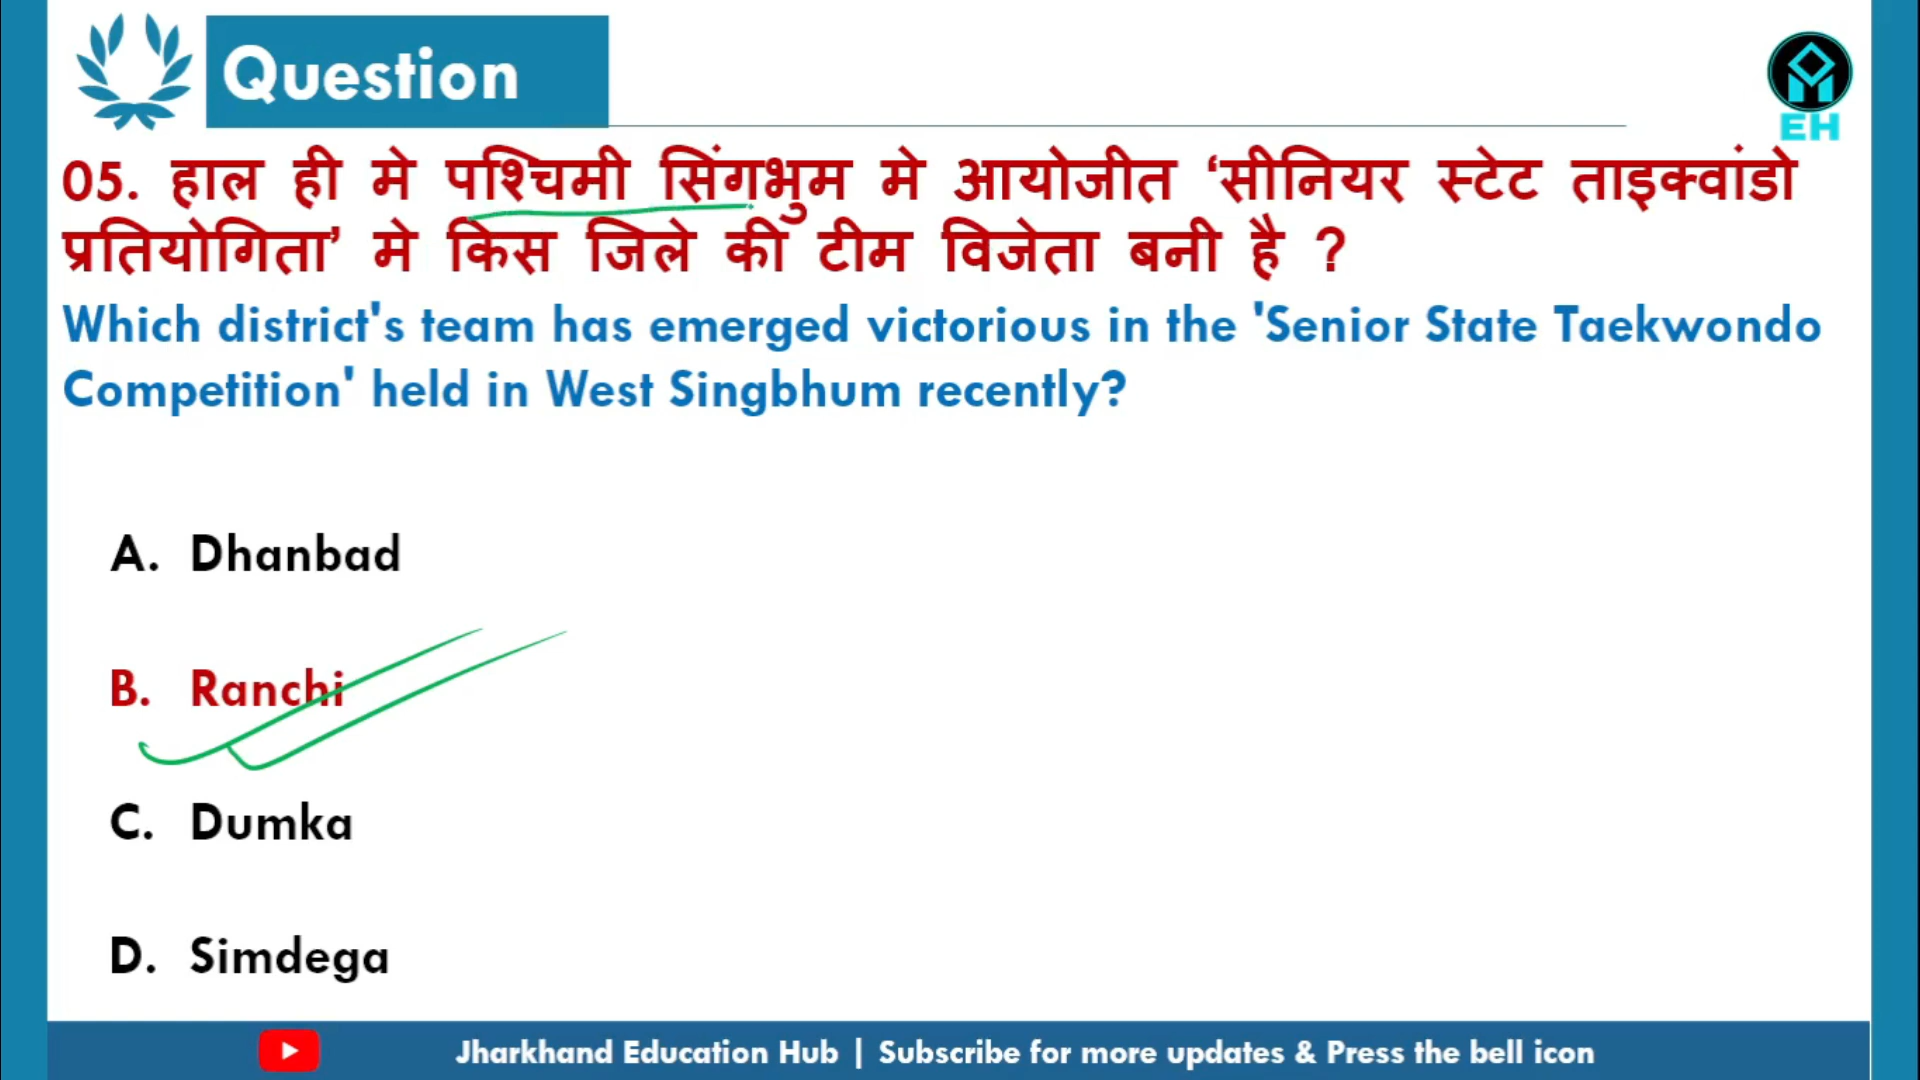 Question
EH
05. हाल ही मे पश्चिमी सिंगभुम मे आयोजीत ‘सीनियर स्टेट ताइक्वांडो
प्रतियोगिता’ मे किस जिले की टीम विजेता बनी है ?
Which district's team has emerged victorious in the 'Senior State Taekwondo
Competition' held in West Singbhum recently?
A. Dhanbad
B. Ranchi
C. Dumka
D. Simdega
Jharkhand Education Hub | Subscribe for more updates & Press the bell icon